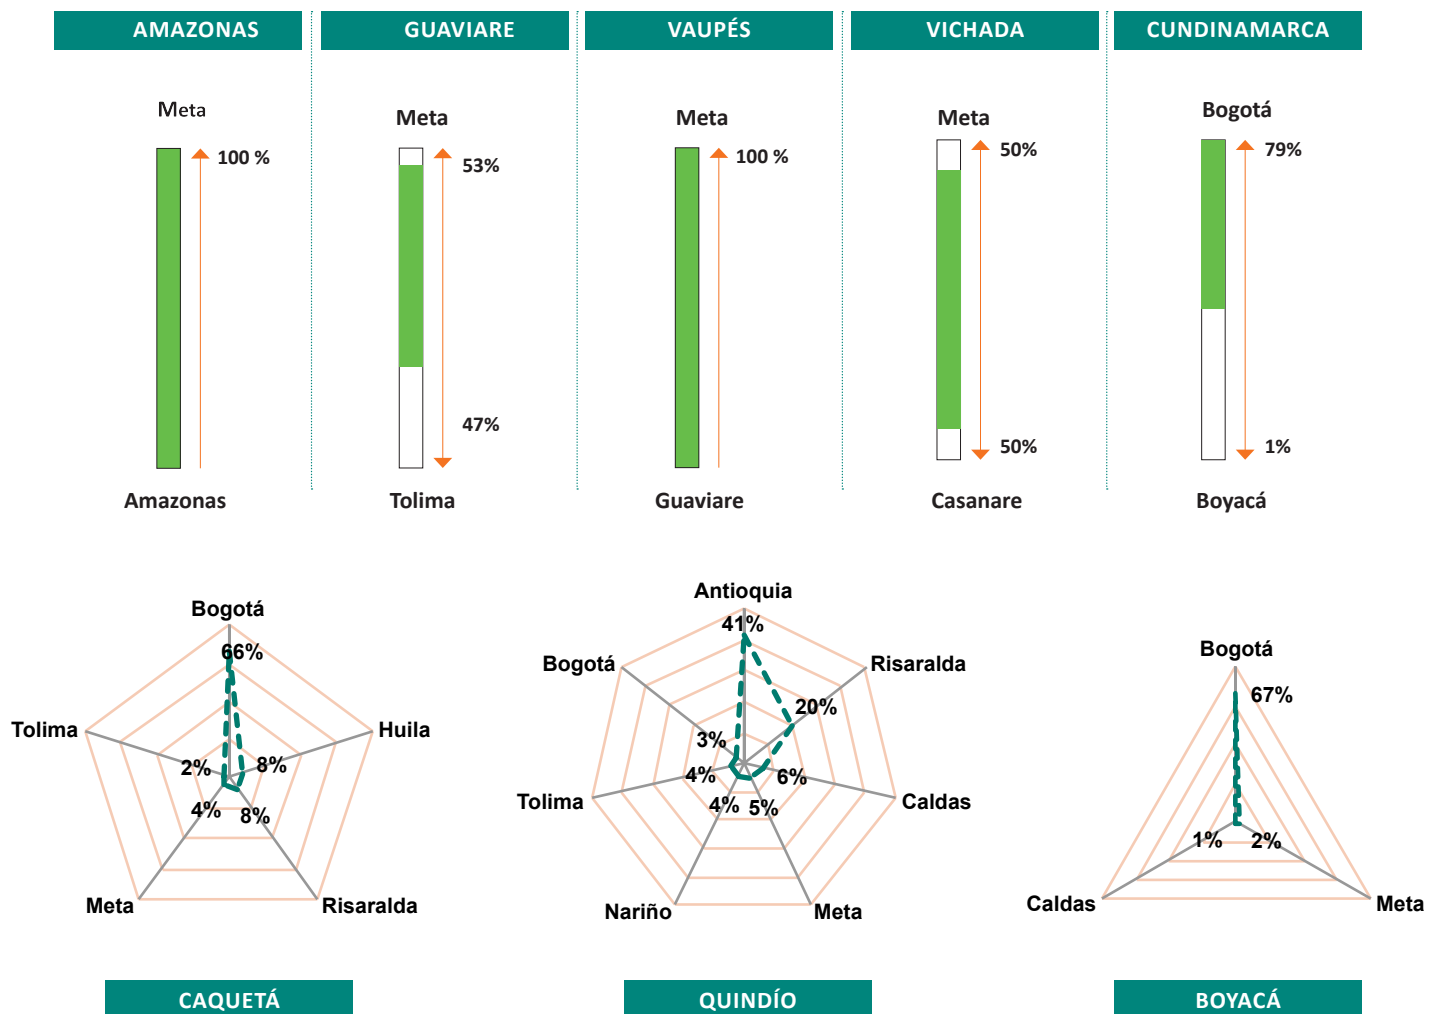 AMAZONAS
GUAVIARE
VAUPÉS
VICHADA
CUNDINAMARCA
Meta
100 %
Amazonas
Meta
53%
47%
Tolima
Meta
100 %
Guaviare
Meta
50%
50%
Casanare
Bogotá
79%
1%
Boyacá
Bogotá
66%
Tolima
Huila
2%
8%
4%
8%
Meta
Risaralda
CAQUETÁ
Antioquia
41%
Bogotá
Risaralda
20%
3%
4%
6%
Tolima
Caldas
4%
5%
Nariño
Meta
QUINDÍO
Bogotá
67%
1%
2%
Caldas
Meta
BOYACÁ